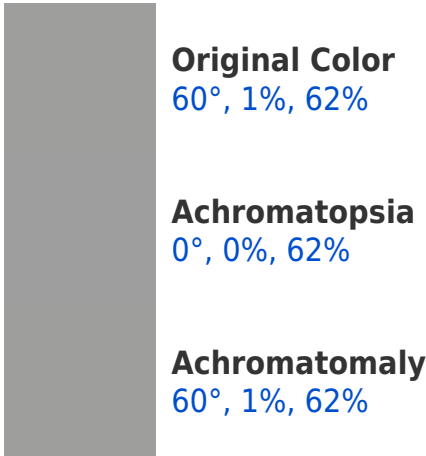 Original Color
60°, 1%, 62%
Achromatopsia
0°, 0%, 62%
Achromatomaly
60°, 1%, 62%